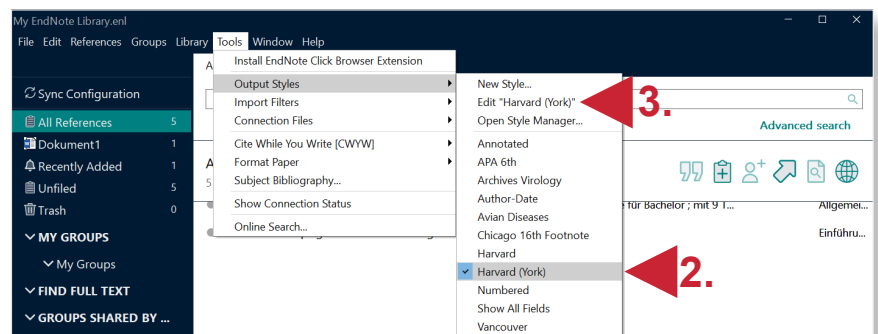 My EndNote Library.enl
File Edit References Groups Library Tools Window Help
Sync Configuration
All References 5
Dokument1 1
Recently Added 1
Unfiled 5
Trash 0
MY GROUPS
My Groups
FIND FULL TEXT
GROUPS SHARED BY ...
Install EndNote Click Browser Extension
Output Styles
Import Filters
Connection Files
Cite While You Write [CWYW]
Format Paper
Subject Bibliography...
Show Connection Status
Online Search...
New Style...
Edit "Harvard (York)"
Open Style Manager...
Annotated
APA 6th
Archives Virology
Author-Date
Avian Diseases
Chicago 16th Footnote
Harvard
Harvard (York)
Numbered
Show All Fields
Vancouver
3.
2.
Advanced search
für Bachelor ; mit 9 T... Allgemei...
Einführu...